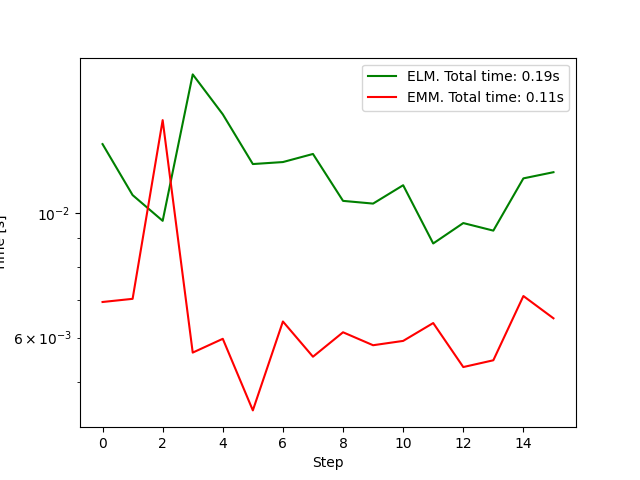 ELM. Total time: 0.19s
EMM. Total time: 0.11s
10⁻²
6 × 10⁻³
[s]
0 2 4 6 8 10 12 14
Step